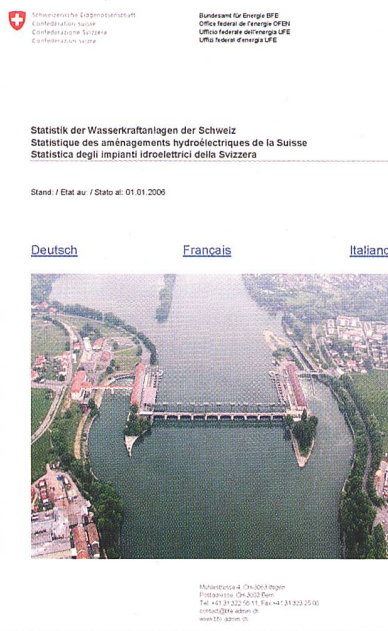 Schweizerische Eidgenossenschaft
Confédération suisse
Confederazione Svizzera
Confederaziun svizra
Bundesamt für Energie BFE
Office fédéral de l'énergie OFEN
Ufficio federale dell'energia UFE
Uffizi federal d'energia UFE
Statistik der Wasserkraftanlagen der Schweiz
Statistique des aménagements hydroélectriques de la Suisse
Statistica degli impianti idroelettrici della Svizzera
Stand: / Etat au: / Stato al: 01.01.2006
Deutsch Français Italiano
Mühlestrasse 4, CH-3063 Ittigen
Postadresse: CH-3003 Bern
Tel. +41 31 322 56 11, Fax +41 31 323 25 00
contact@bfe.admin.ch
www.bfe.admin.ch